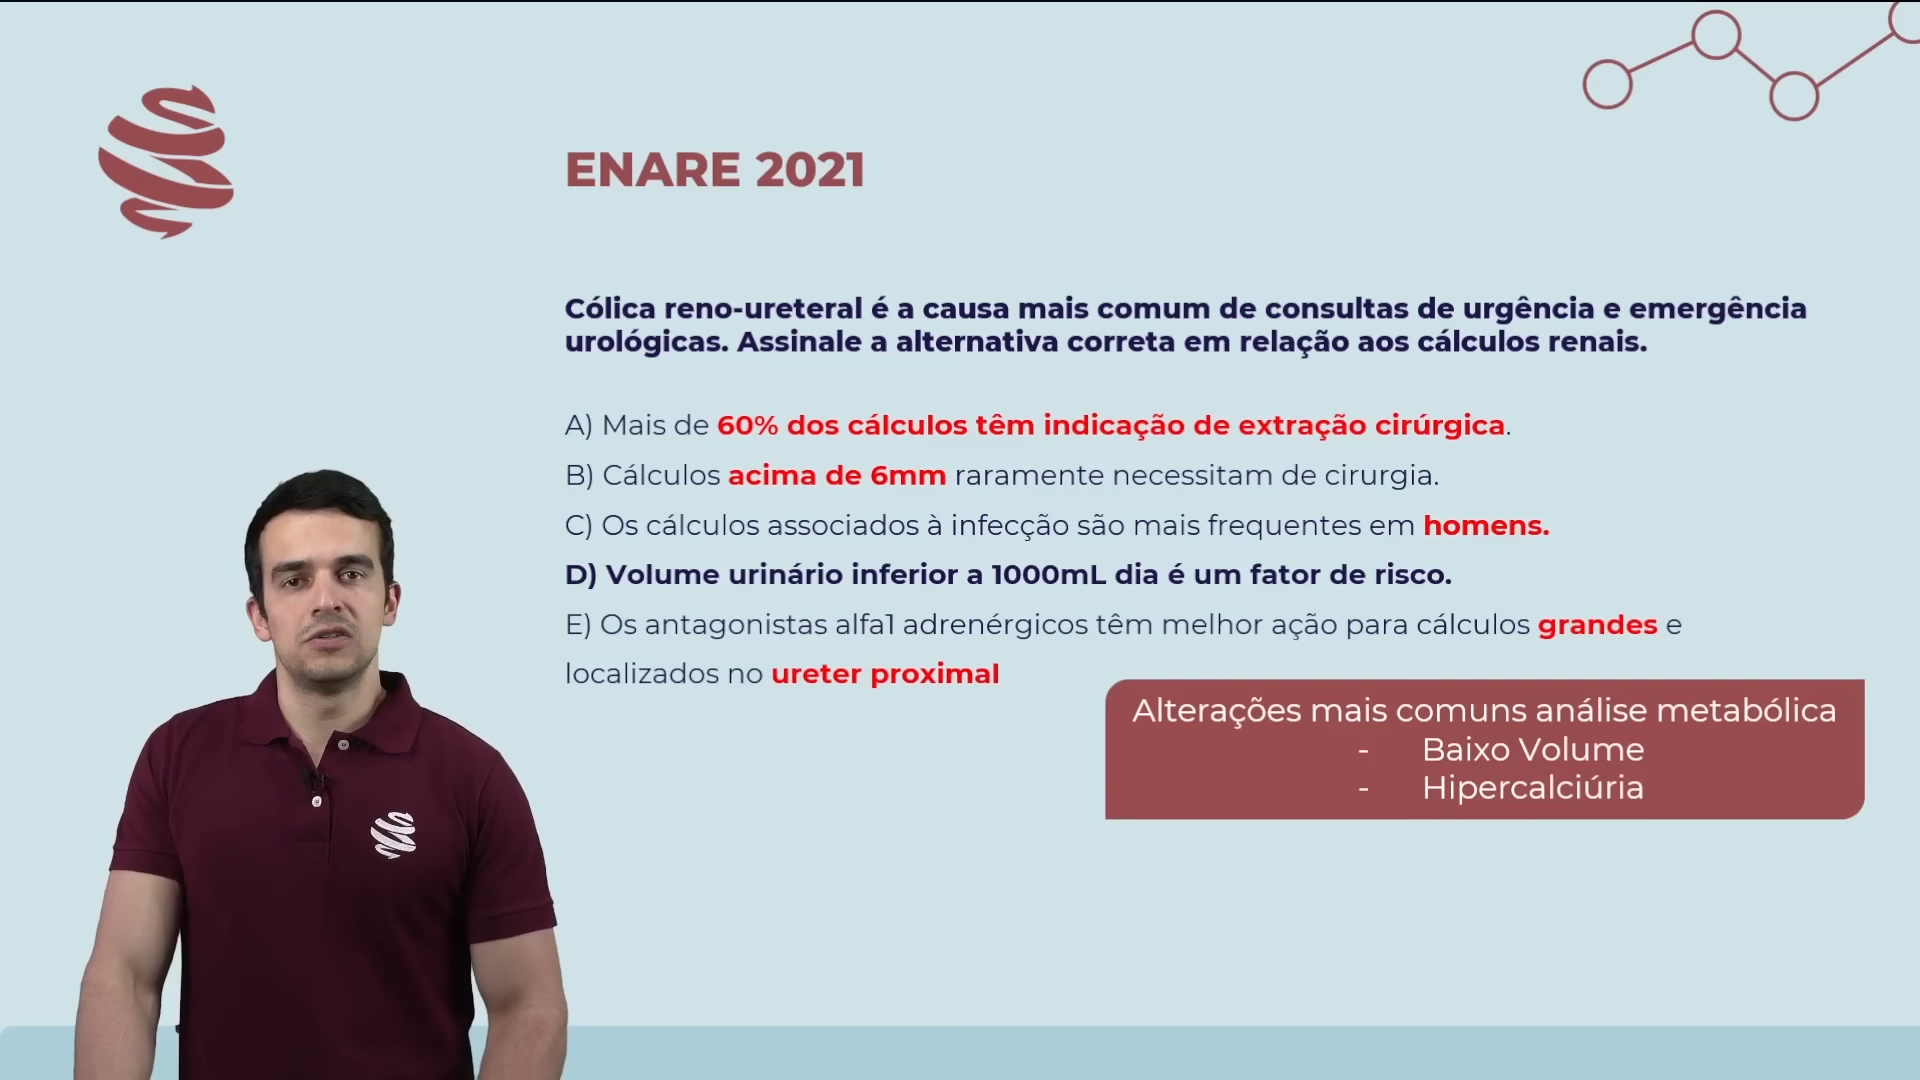 ENARE 2021
Cólica reno-ureteral é a causa mais comum de consultas de urgência e emergência
urológicas. Assinale a alternativa correta em relação aos cálculos renais.
A) Mais de 60% dos cálculos têm indicação de extração cirúrgica.
B) Cálculos acima de 6mm raramente necessitam de cirurgia.
C) Os cálculos associados à infecção são mais frequentes em homens.
D) Volume urinário inferior a 1000mL dia é um fator de risco.
E) Os antagonistas alfa1 adrenérgicos têm melhor ação para cálculos grandes e
localizados no ureter proximal
Alterações mais comuns análise metabólica
- Baixo Volume
- Hipercalciúria